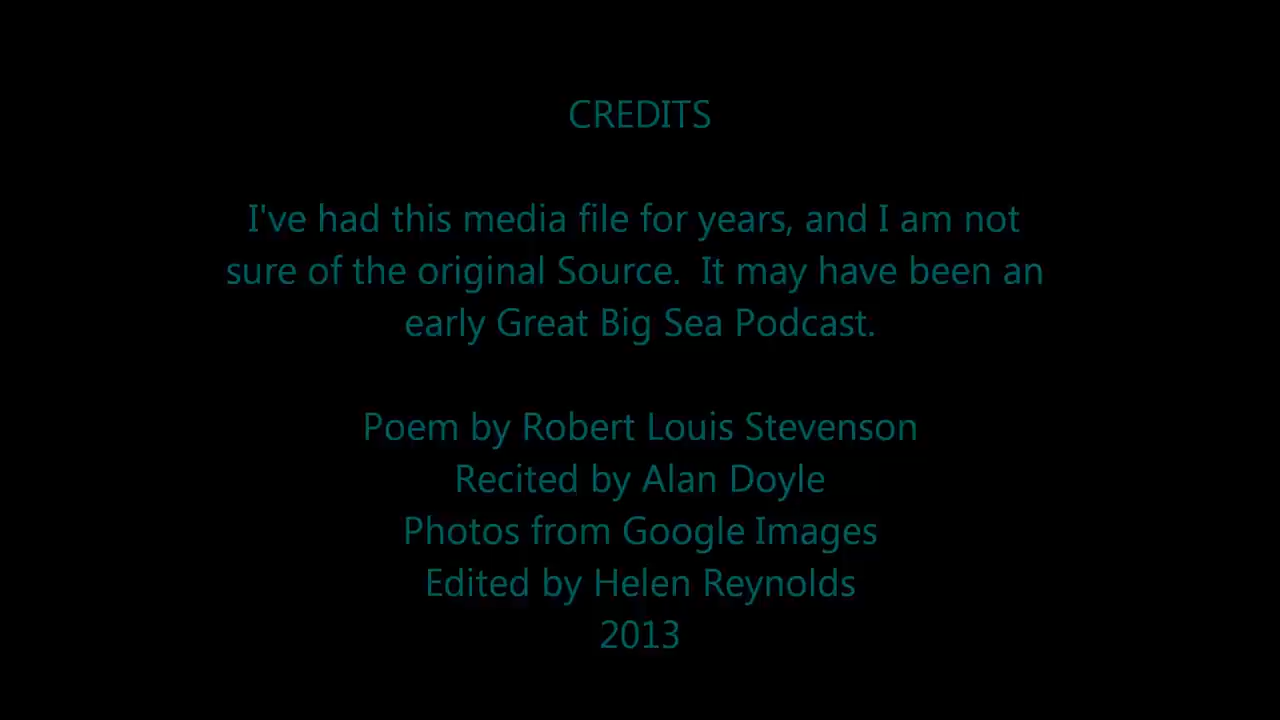 CREDITS
I've had this media file for years, and I am not
sure of the original Source.  It may have been an
early Great Big Sea Podcast.
Poem by Robert Louis Stevenson
Recited by Alan Doyle
Photos from Google Images
Edited by Helen Reynolds
2013